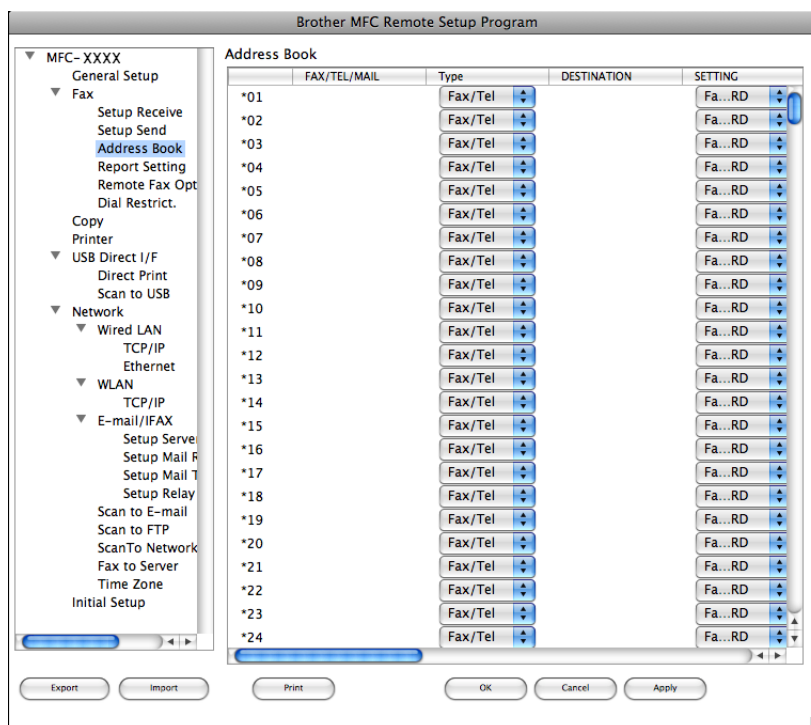 Brother MFC Remote Setup Program
MFC-XXXX
General Setup
Fax
Setup Receive
Setup Send
Address Book
Report Setting
Remote Fax Opt
Dial Restrict.
Copy
Printer
USB Direct I/F
Direct Print
Scan to USB
Network
Wired LAN
TCP/IP
Ethernet
WLAN
TCP/IP
E-mail/IFAX
Setup Server
Setup Mail R
Setup Mail T
Setup Relay
Scan to E-mail
Scan to FTP
ScanTo Network
Fax to Server
Time Zone
Initial Setup
Address Book
FAX/TEL/MAIL Type DESTINATION SETTING
*01 Fax/Tel Fa...RD
*02 Fax/Tel Fa...RD
*03 Fax/Tel Fa...RD
*04 Fax/Tel Fa...RD
*05 Fax/Tel Fa...RD
*06 Fax/Tel Fa...RD
*07 Fax/Tel Fa...RD
*08 Fax/Tel Fa...RD
*09 Fax/Tel Fa...RD
*10 Fax/Tel Fa...RD
*11 Fax/Tel Fa...RD
*12 Fax/Tel Fa...RD
*13 Fax/Tel Fa...RD
*14 Fax/Tel Fa...RD
*15 Fax/Tel Fa...RD
*16 Fax/Tel Fa...RD
*17 Fax/Tel Fa...RD
*18 Fax/Tel Fa...RD
*19 Fax/Tel Fa...RD
*20 Fax/Tel Fa...RD
*21 Fax/Tel Fa...RD
*22 Fax/Tel Fa...RD
*23 Fax/Tel Fa...RD
*24 Fax/Tel Fa...RD
Export Import Print OK Cancel Apply